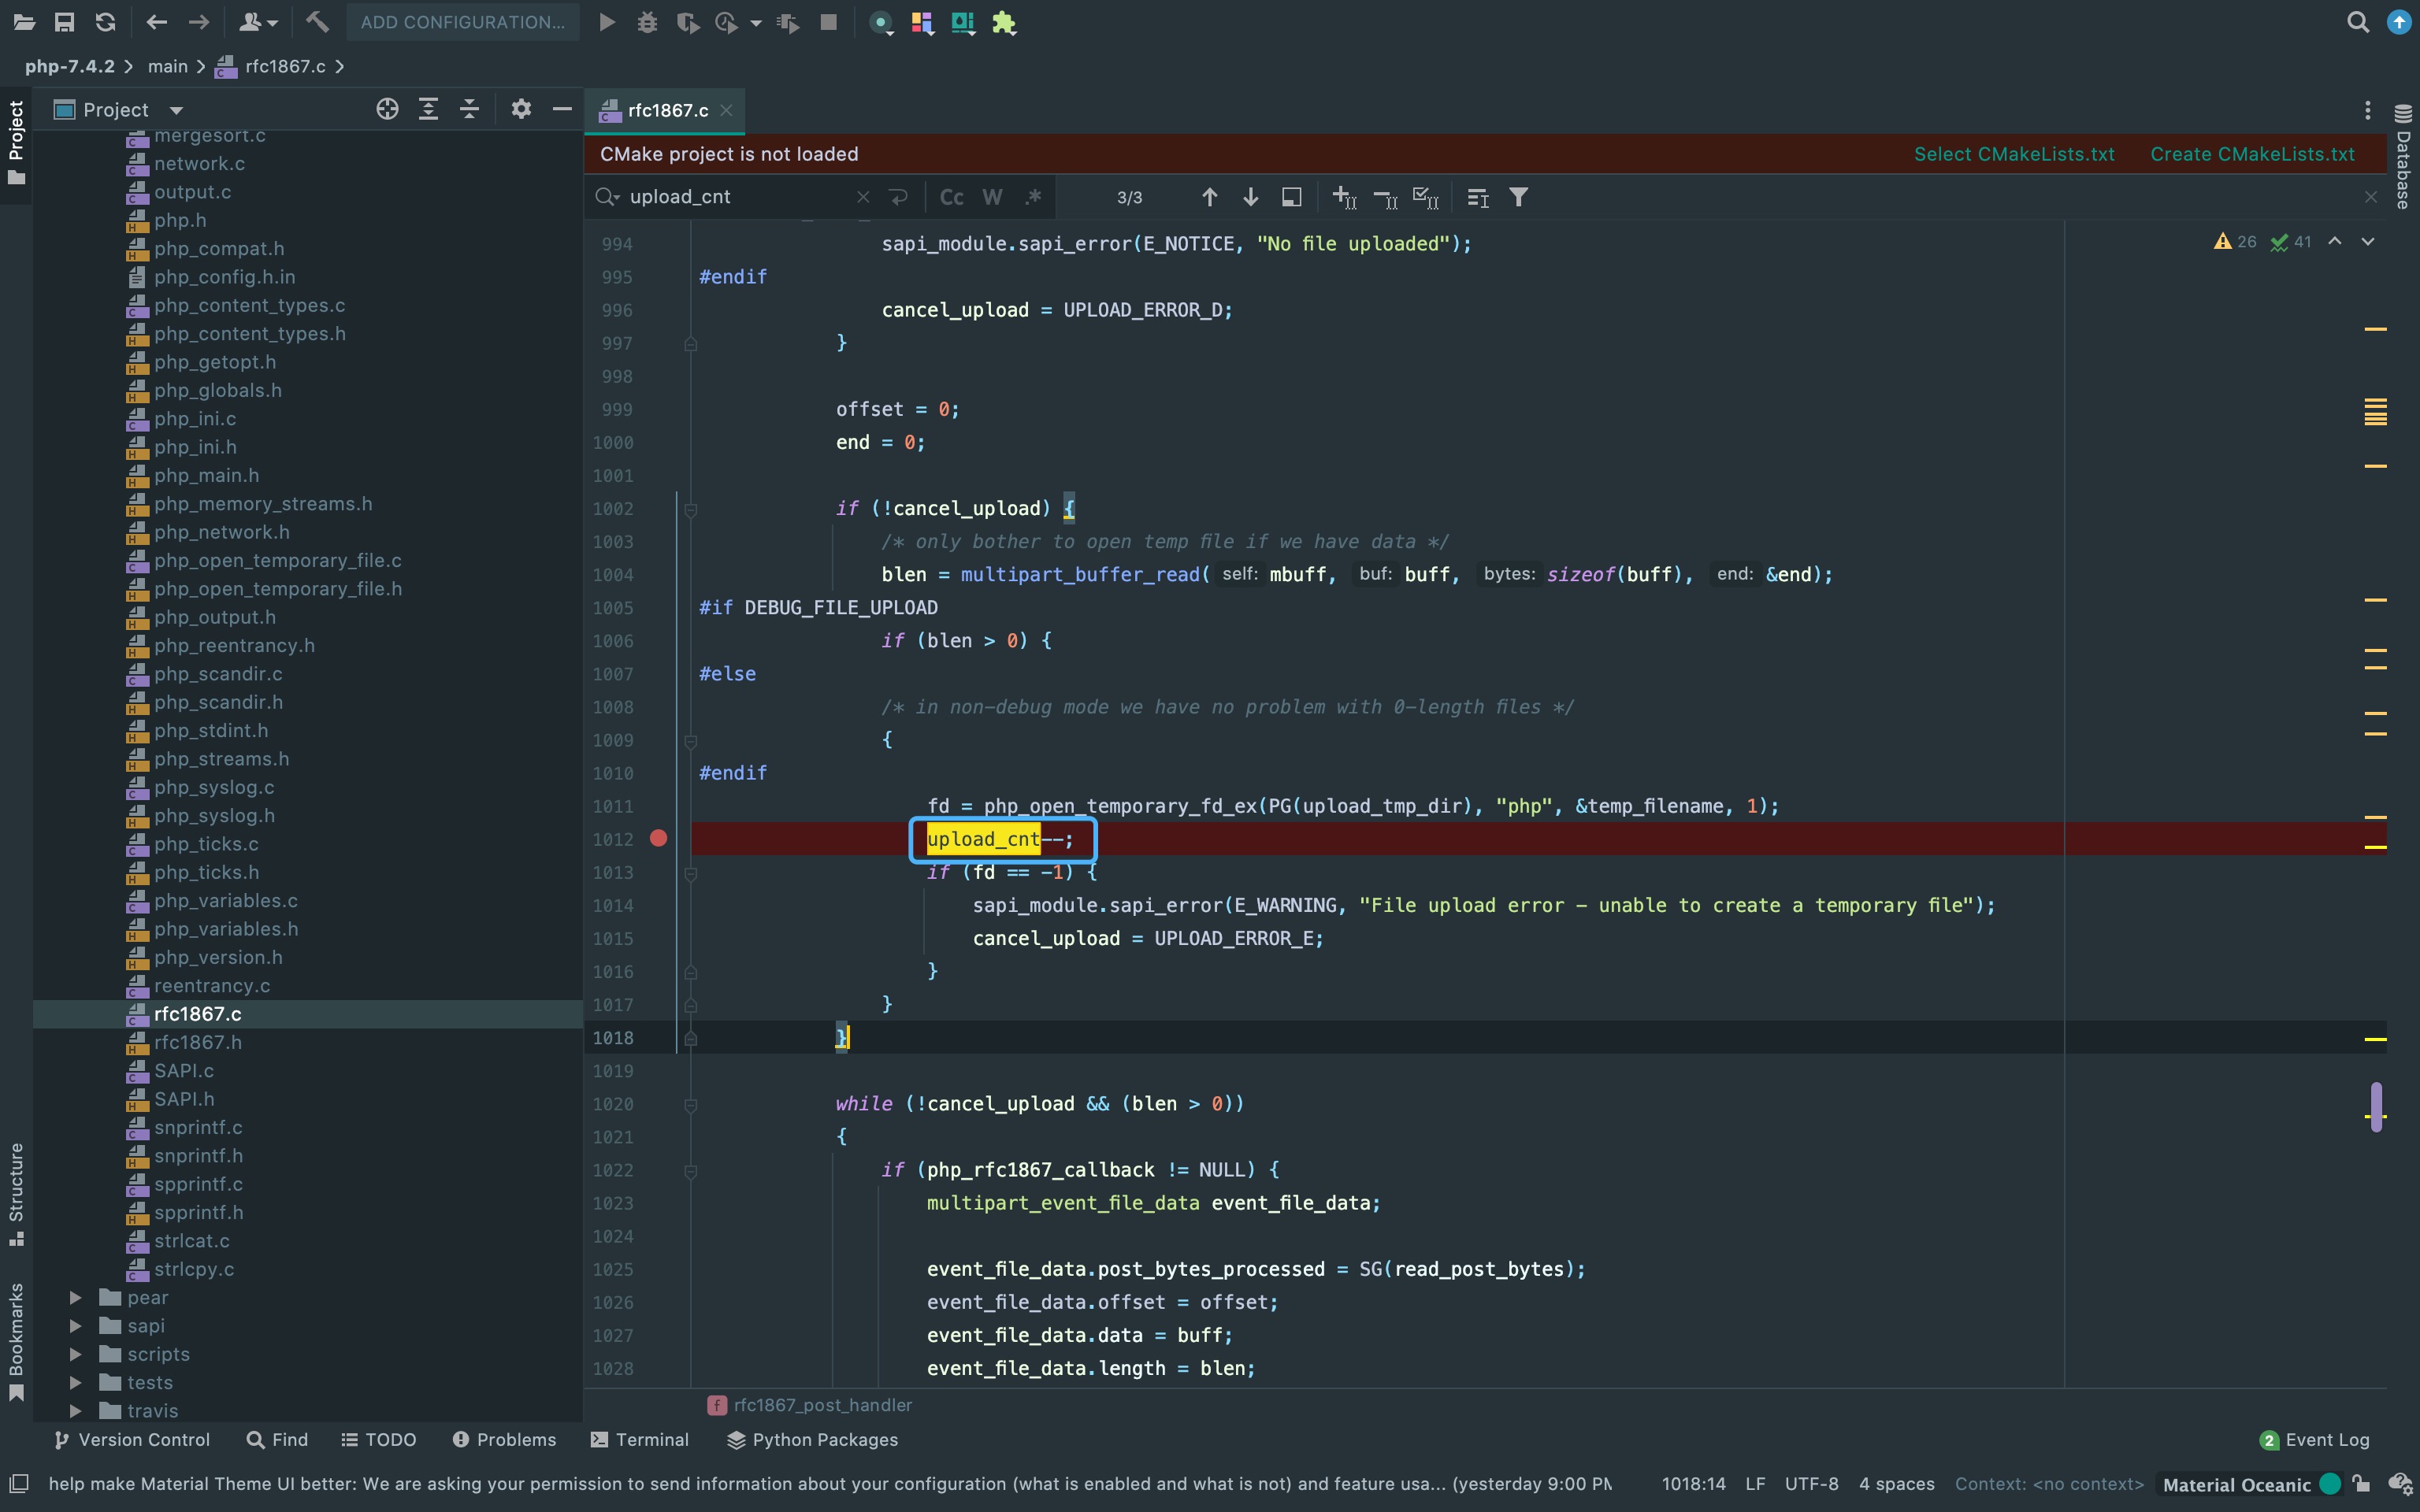 ADD CONFIGURATION...
php-7.4.2 main rfc1867.c
Project
Project
rfc1867.c
Database
CMake project is not loaded Select CMakeLists.txt Create CMakeLists.txt
upload_cnt Cc W .* 3/3
26 41
mergesort.c
network.c
output.c
php.h
php_compat.h
php_config.h.in
php_content_types.c
php_content_types.h
php_getopt.h
php_globals.h
php_ini.c
php_ini.h
php_main.h
php_memory_streams.h
php_network.h
php_open_temporary_file.c
php_open_temporary_file.h
php_output.h
php_reentrancy.h
php_scandir.c
php_scandir.h
php_stdint.h
php_streams.h
php_syslog.c
php_syslog.h
php_ticks.c
php_ticks.h
php_variables.c
php_variables.h
php_version.h
reentrancy.c
rfc1867.c
rfc1867.h
SAPI.c
SAPI.h
snprintf.c
snprintf.h
spprintf.c
spprintf.h
strlcat.c
strlcpy.c
pear
sapi
scripts
tests
travis
Structure
Bookmarks
994 sapi_module.sapi_error(E_NOTICE, "No file uploaded");
995 #endif
996 cancel_upload = UPLOAD_ERROR_D;
997 }
998
999 offset = 0;
1000 end = 0;
1001
1002 if (!cancel_upload) {
1003 /* only bother to open temp file if we have data */
1004 blen = multipart_buffer_read( self: mbuff, buf: buff, bytes: sizeof(buff), end: &end);
1005 #if DEBUG_FILE_UPLOAD
1006 if (blen > 0) {
1007 #else
1008 /* in non-debug mode we have no problem with 0-length files */
1009 {
1010 #endif
1011 fd = php_open_temporary_fd_ex(PG(upload_tmp_dir), "php", &temp_filename, 1);
1012 upload_cnt--;
1013 if (fd == -1) {
1014 sapi_module.sapi_error(E_WARNING, "File upload error - unable to create a temporary file");
1015 cancel_upload = UPLOAD_ERROR_E;
1016 }
1017 }
1018 }
1019
1020 while (!cancel_upload && (blen > 0))
1021 {
1022 if (php_rfc1867_callback != NULL) {
1023 multipart_event_file_data event_file_data;
1024
1025 event_file_data.post_bytes_processed = SG(read_post_bytes);
1026 event_file_data.offset = offset;
1027 event_file_data.data = buff;
1028 event_file_data.length = blen;
f rfc1867_post_handler
Version Control Find TODO Problems Terminal Python Packages 2 Event Log
help make Material Theme UI better: We are asking your permission to send information about your configuration (what is enabled and what is not) and feature usa... (yesterday 9:00 PM 1018:14 LF UTF-8 4 spaces Context: <no context> Material Oceanic